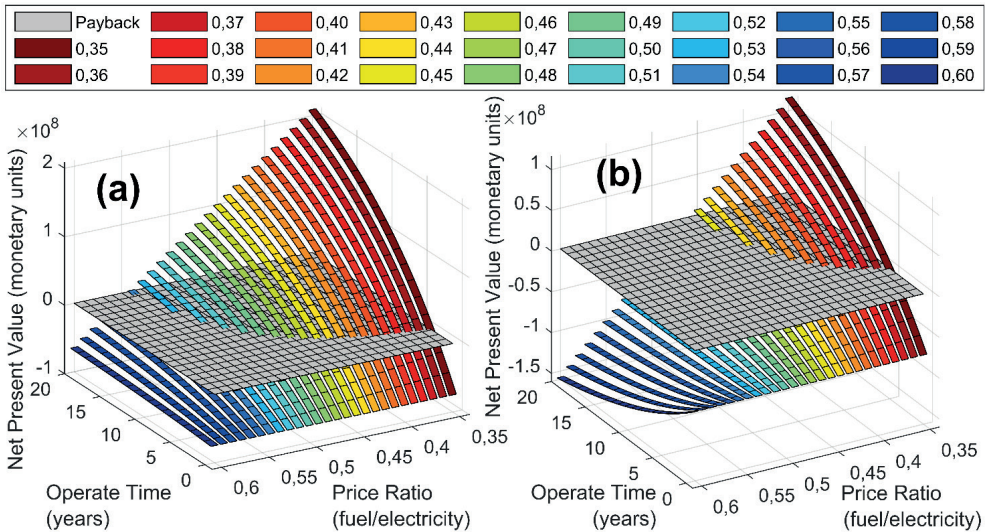 Payback 0,37 0,40 0,43 0,46 0,49 0,52 0,55 0,58
0,35 0,38 0,41 0,44 0,47 0,50 0,53 0,56 0,59
0,36 0,39 0,42 0,45 0,48 0,51 0,54 0,57 0,60
×10⁸
(a)
Net Present Value (monetary units)
2
1
0
-1
20
15
10
5
0
Operate Time
(years)
0,6 0,55 0,5 0,45 0,4 0,35
Price Ratio
(fuel/electricity)
×10⁸
(b)
Net Present Value (monetary units)
1
0,5
0
-0,5
-1
-1,5
20
15
10
5
0
Operate Time
(years)
0,6 0,55 0,5 0,45 0,4 0,35
Price Ratio
(fuel/electricity)